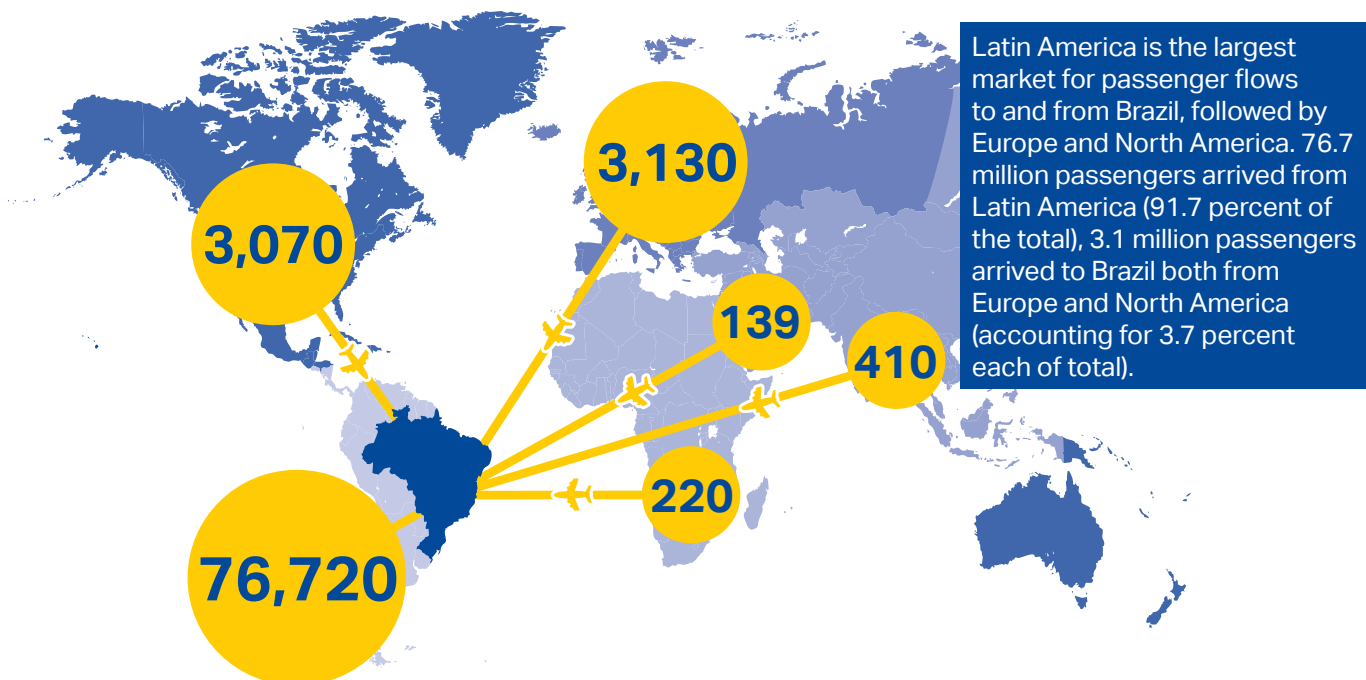 Latin America is the largest
market for passenger flows
to and from Brazil, followed by
Europe and North America. 76.7
million passengers arrived from
Latin America (91.7 percent of
the total), 3.1 million passengers
arrived to Brazil both from
Europe and North America
(accounting for 3.7 percent
each of total).
3,130
3,070
139
410
220
76,720